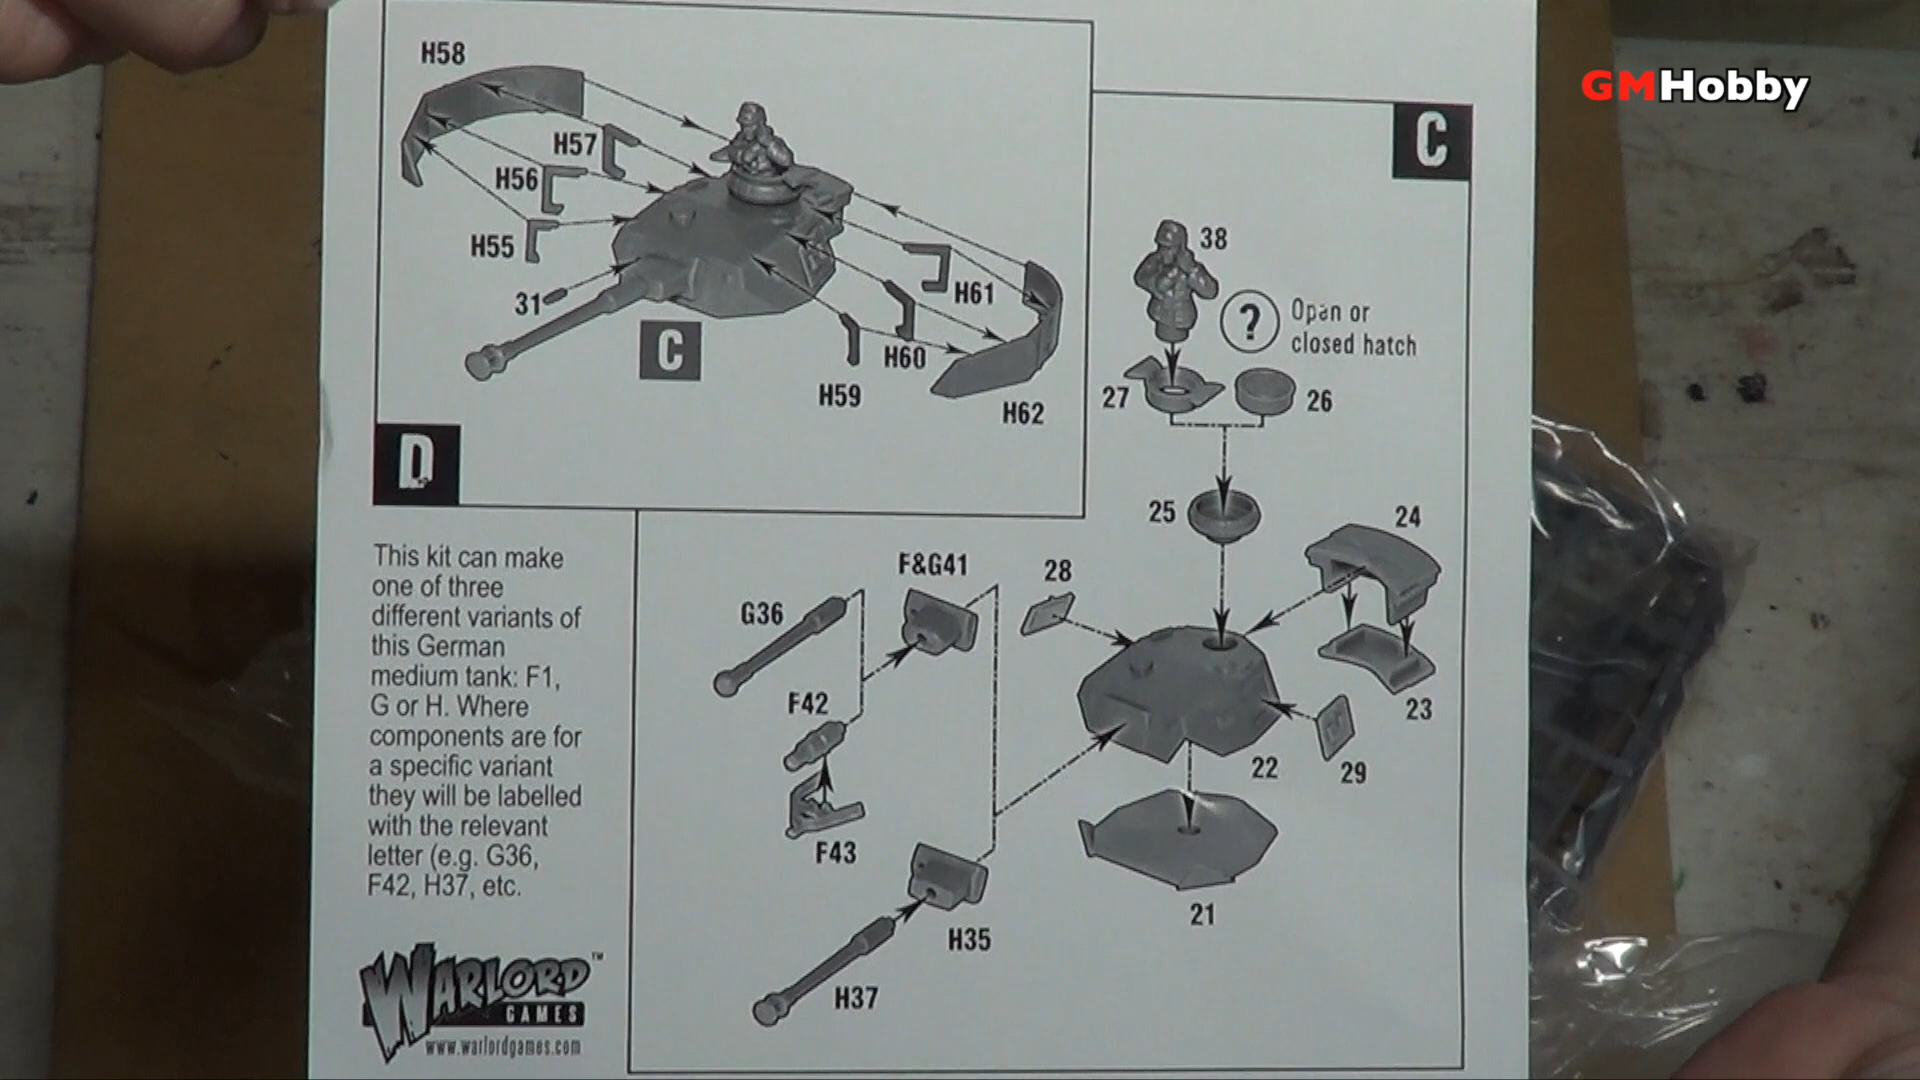 GMHobby
H58
H57
H56
H55
31
C
H61
H60
H59
H62
D
C
38
?
Open or
closed hatch
27
26
25
24
F&G41
28
G36
F42
F43
23
22
29
21
H35
H37
This kit can make
one of three
different variants of
this German
medium tank: F1,
G or H. Where
components are for
a specific variant
they will be labelled
with the relevant
letter (e.g. G36,
F42, H37, etc.
WARLORD™
GAMES
www.warlordgames.com